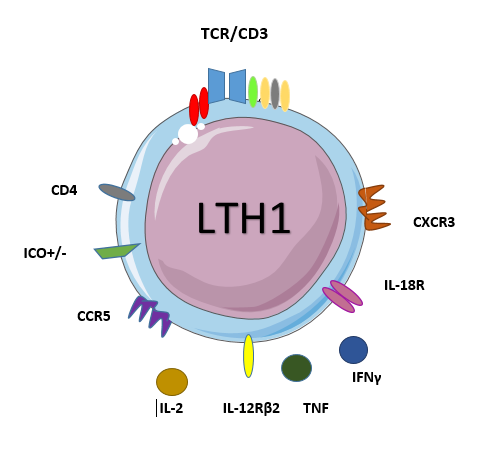 TCR/CD3
CD4
LTH1
CXCR3
ICO+/-
IL-18R
CCR5
IFNγ
IL-2
IL-12Rβ2
TNF